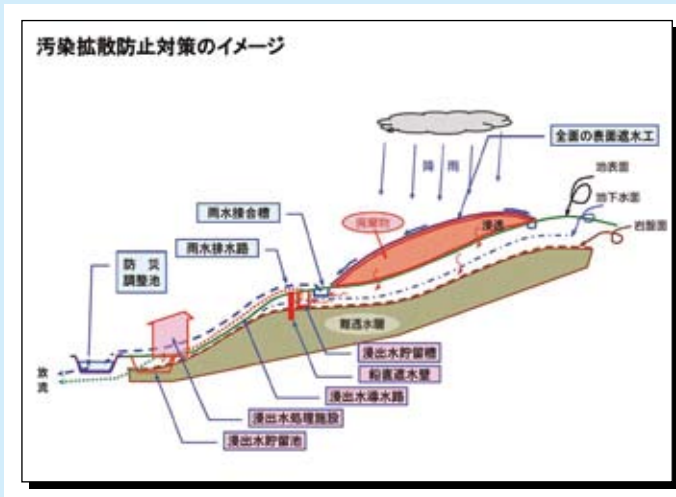 汚染拡散防止対策のイメージ
全面の表面遮水工
降雨
地表面
地下水面
岩盤面
雨水接合槽
廃棄物
浸透
雨水排水路
防災
調整池
難透水層
浸出水貯留槽
鉛直遮水壁
放流
浸出水導水路
浸出水処理施設
浸出水貯留池